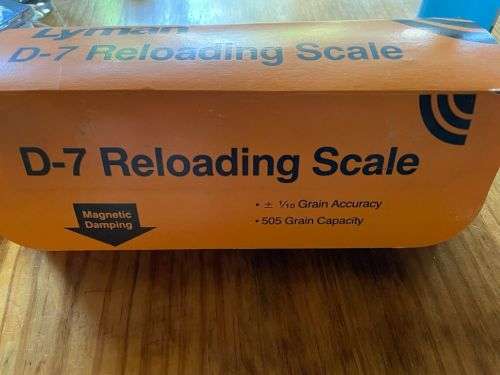 Lyman
D-7 Reloading Scale
D-7 Reloading Scale
Magnetic
Damping
• ± 1/10 Grain Accuracy
• 505 Grain Capacity